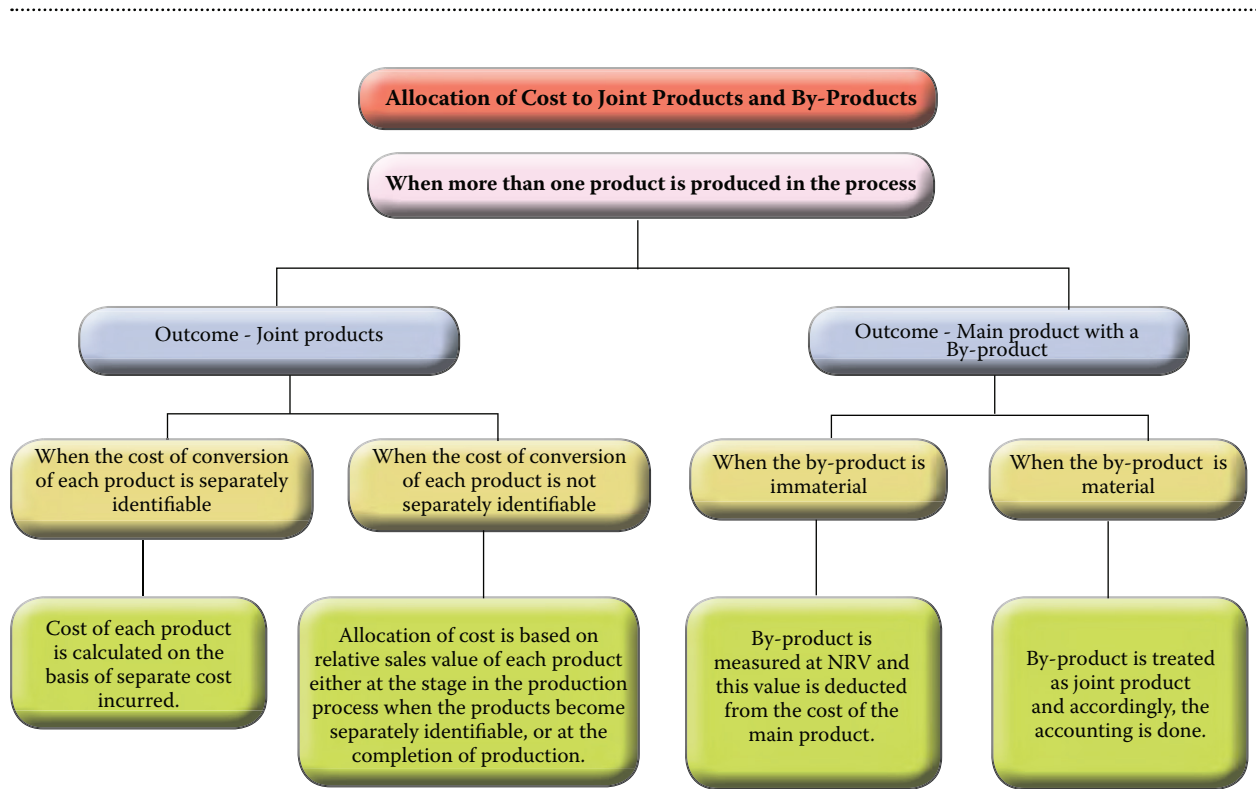 Allocation of Cost to Joint Products and By-Products
When more than one product is produced in the process
Outcome - Joint products
Outcome - Main product with a
By-product
When the cost of conversion
of each product is separately
identifiable
When the cost of conversion
of each product is not
separately identifiable
When the by-product is
immaterial
When the by-product is
material
Cost of each product
is calculated on the
basis of separate cost
incurred.
Allocation of cost is based on
relative sales value of each product
either at the stage in the production
process when the products become
separately identifiable, or at the
completion of production.
By-product is
measured at NRV and
this value is deducted
from the cost of the
main product.
By-product is treated
as joint product
and accordingly, the
accounting is done.